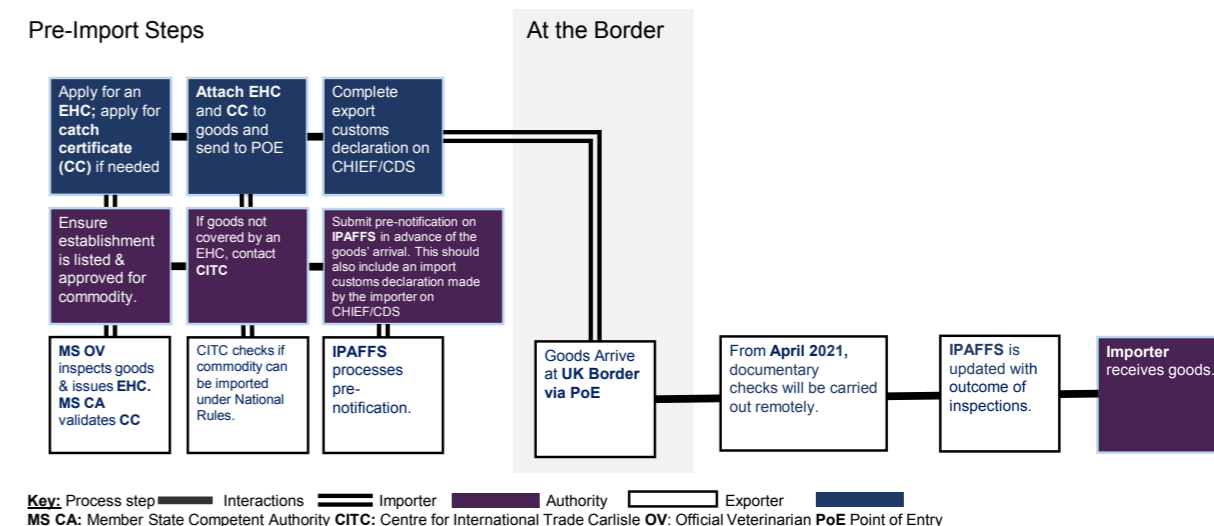 Pre-Import Steps
At the Border
Apply for an
EHC; apply for
catch
certificate
(CC) if needed
Attach EHC
and CC to
goods and
send to POE
Complete
export
customs
declaration on
CHIEF/CDS
Ensure
establishment
is listed &
approved for
commodity.
If goods not
covered by an
EHC, contact
CITC
Submit pre-notification on
IPAFFS in advance of the
goods' arrival. This should
also include an import
customs declaration made
by the importer on
CHIEF/CDS
MS OV
inspects goods
& issues EHC.
MS CA
validates CC
CITC checks if
commodity can
be imported
under National
Rules.
IPAFFS
processes
pre-
notification.
Goods Arrive
at UK Border
via PoE
From April 2021,
documentary
checks will be carried
out remotely.
IPAFFS is
updated with
outcome of
inspections.
Importer
receives goods.
Key: Process step Interactions Importer Authority Exporter
MS CA: Member State Competent Authority CITC: Centre for International Trade Carlisle OV: Official Veterinarian PoE Point of Entry